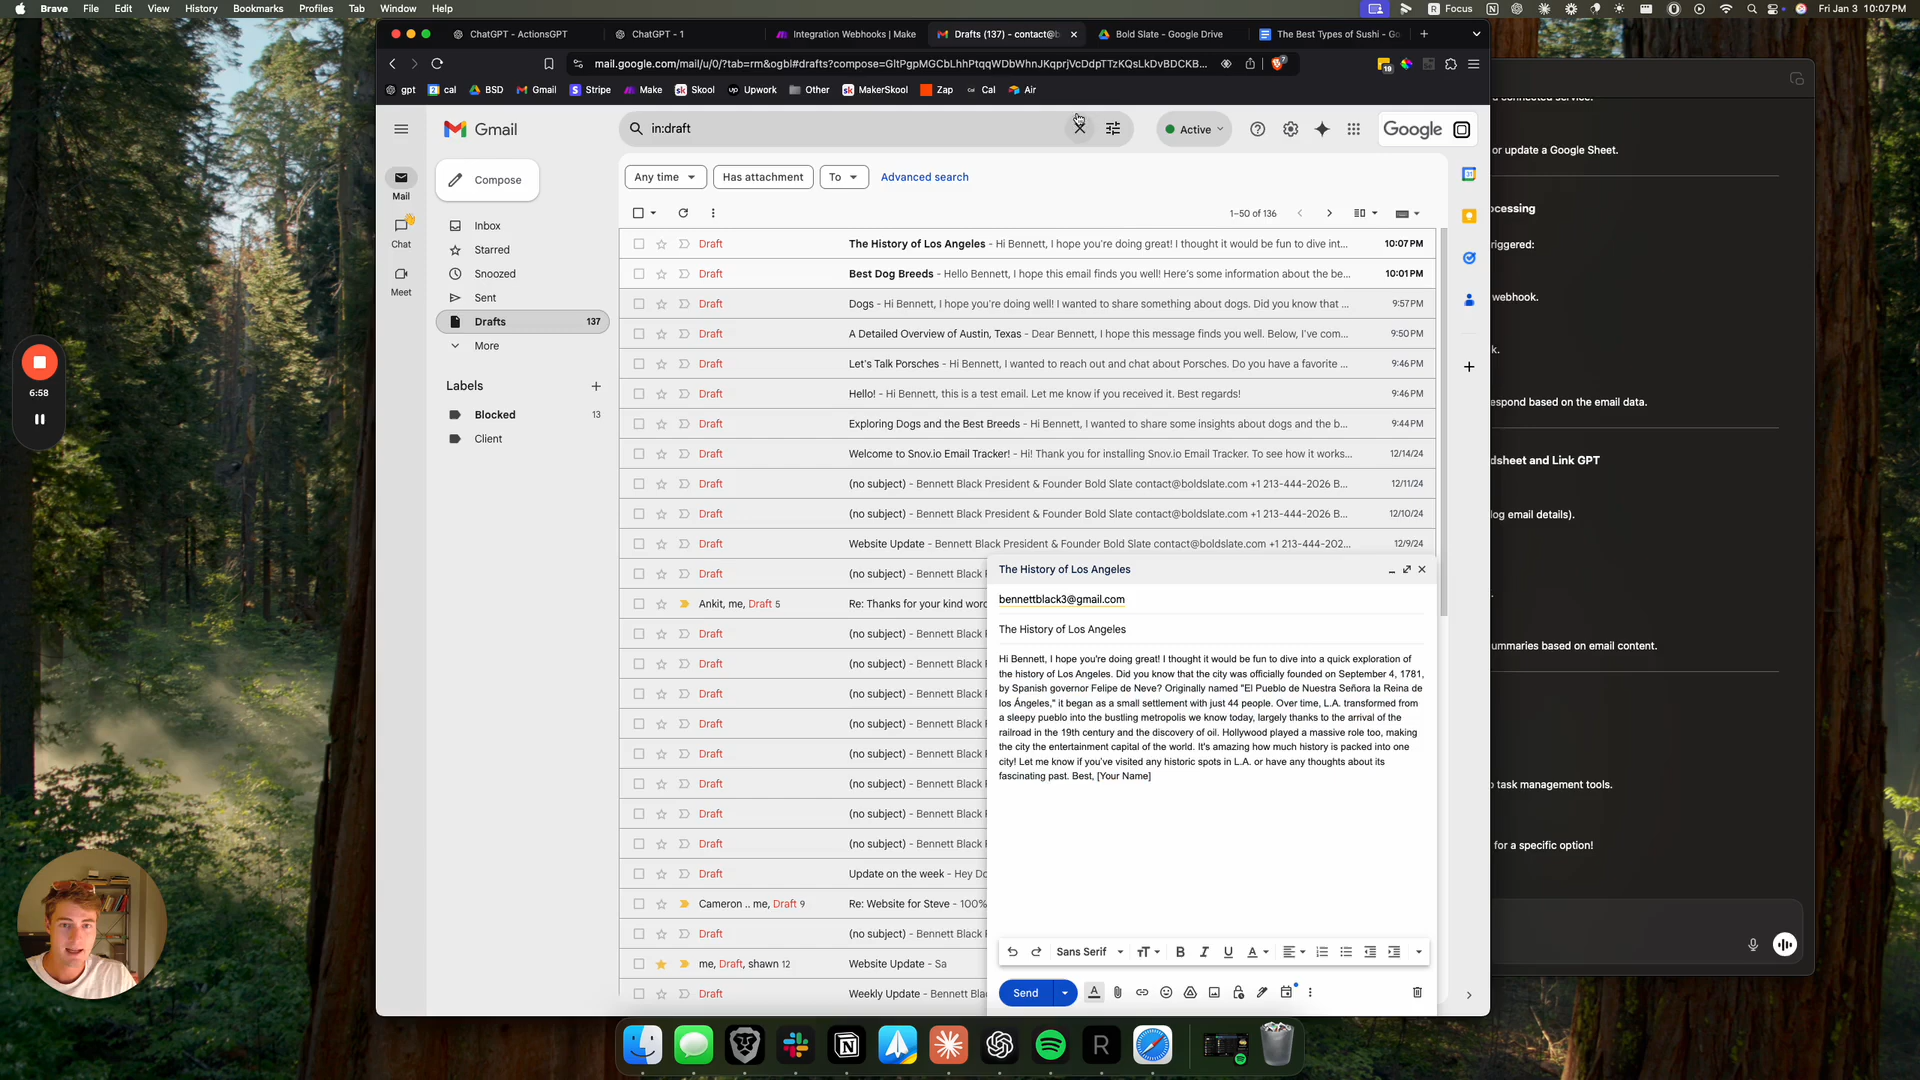 Brave File Edit View History Bookmarks Profiles Tab Window Help
Focus
Fri Jan 3 10:07 PM
ChatGPT - ActionsGPT
ChatGPT - 1
Integration Webhooks | Make
Drafts (137) - contact@b
Bold Slate - Google Drive
The Best Types of Sushi - Go
mail.google.com/mail/u/0/?tab=rm&ogbl#drafts?compose=GltPgpMGCbLhhPtqqWDbWhnJKqprjVcDdpTTzKQsLkDvBDCKB...
gpt cal BSD Gmail Stripe Make Skool Upwork Other MakerSkool Zap Cal Air
Gmail
in:draft
Active
Google
Mail
Chat
Meet
Compose
Inbox
Starred
Snoozed
Sent
Drafts 137
More
Labels
Blocked 13
Client
Any time
Has attachment
To
Advanced search
1–50 of 136
Draft The History of Los Angeles - Hi Bennett, I hope you're doing great! I thought it would be fun to dive int... 10:07 PM
Draft Best Dog Breeds - Hello Bennett, I hope this email finds you well! Here's some information about the be... 10:01 PM
Draft Dogs - Hi Bennett, I hope you're doing well! I wanted to share something about dogs. Did you know that ... 9:57 PM
Draft A Detailed Overview of Austin, Texas - Dear Bennett, I hope this message finds you well. Below, I've com... 9:50 PM
Draft Let's Talk Porsches - Hi Bennett, I wanted to reach out and chat about Porsches. Do you have a favorite ... 9:46 PM
Draft Hello! - Hi Bennett, this is a test email. Let me know if you received it. Best regards! 9:46 PM
Draft Exploring Dogs and the Best Breeds - Hi Bennett, I wanted to share some insights about dogs and the b... 9:44 PM
Draft Welcome to Snov.io Email Tracker! - Hi! Thank you for installing Snov.io Email Tracker. To see how it works... 12/14/24
Draft (no subject) - Bennett Black President & Founder Bold Slate contact@boldslate.com +1 213-444-2026 B... 12/11/24
Draft (no subject) - Bennett Black President & Founder Bold Slate contact@boldslate.com +1 213-444-2026 B... 12/10/24
Draft Website Update - Bennett Black President & Founder Bold Slate contact@boldslate.com +1 213-444-202... 12/9/24
Draft (no subject) - Bennett Black
Ankit, me, Draft 5 Re: Thanks for your kind word
Draft (no subject) - Bennett Black
Draft (no subject) - Bennett Black
Draft (no subject) - Bennett Black
Draft (no subject) - Bennett Black
Draft (no subject) - Bennett Black
Draft (no subject) - Bennett Black
Draft (no subject) - Bennett Black
Draft (no subject) - Bennett Black
Draft Update on the week - Hey Do
Cameron .. me, Draft 9 Re: Website for Steve - 100%
Draft (no subject) - Bennett Black
me, Draft, shawn 12 Website Update - Sa
Draft Weekly Update - Bennett Blac
The History of Los Angeles
bennettblack3@gmail.com
The History of Los Angeles
Hi Bennett, I hope you're doing great! I thought it would be fun to dive into a quick exploration of
the history of Los Angeles. Did you know that the city was officially founded on September 4, 1781,
by Spanish governor Felipe de Neve? Originally named "El Pueblo de Nuestra Señora la Reina de
los Ángeles," it began as a small settlement with just 44 people. Over time, L.A. transformed from
a sleepy pueblo into the bustling metropolis we know today, largely thanks to the arrival of the
railroad in the 19th century and the discovery of oil. Hollywood played a massive role too, making
the city the entertainment capital of the world. It's amazing how much history is packed into one
city! Let me know if you've visited any historic spots in L.A. or have any thoughts about its
fascinating past. Best, [Your Name]
Sans Serif
Send
or update a Google Sheet.
ocessing
riggered:
webhook.
k.
espond based on the email data.
dsheet and Link GPT
log email details).
ummaries based on email content.
o task management tools.
for a specific option!
6:58